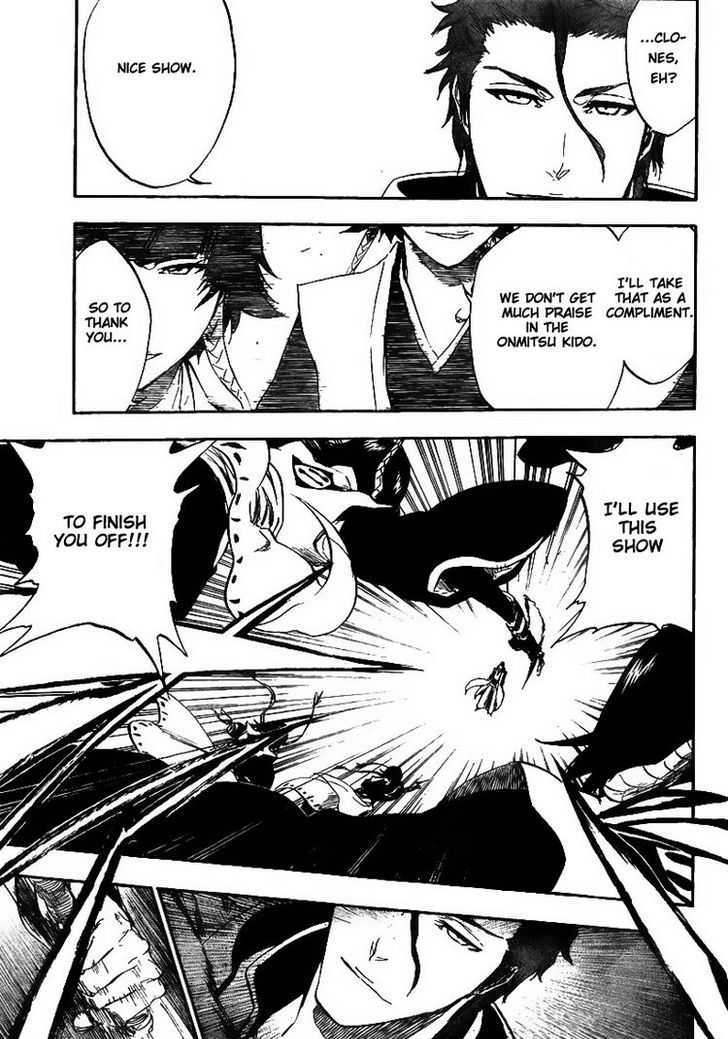 ...CLO-
NES,
EH?
NICE SHOW.
I'LL TAKE
THAT AS A
COMPLIMENT.
WE DON'T GET
MUCH PRAISE
IN THE
ONMITSU KIDO.
SO TO
THANK
YOU...
I'LL USE
THIS
SHOW
TO FINISH
YOU OFF!!!